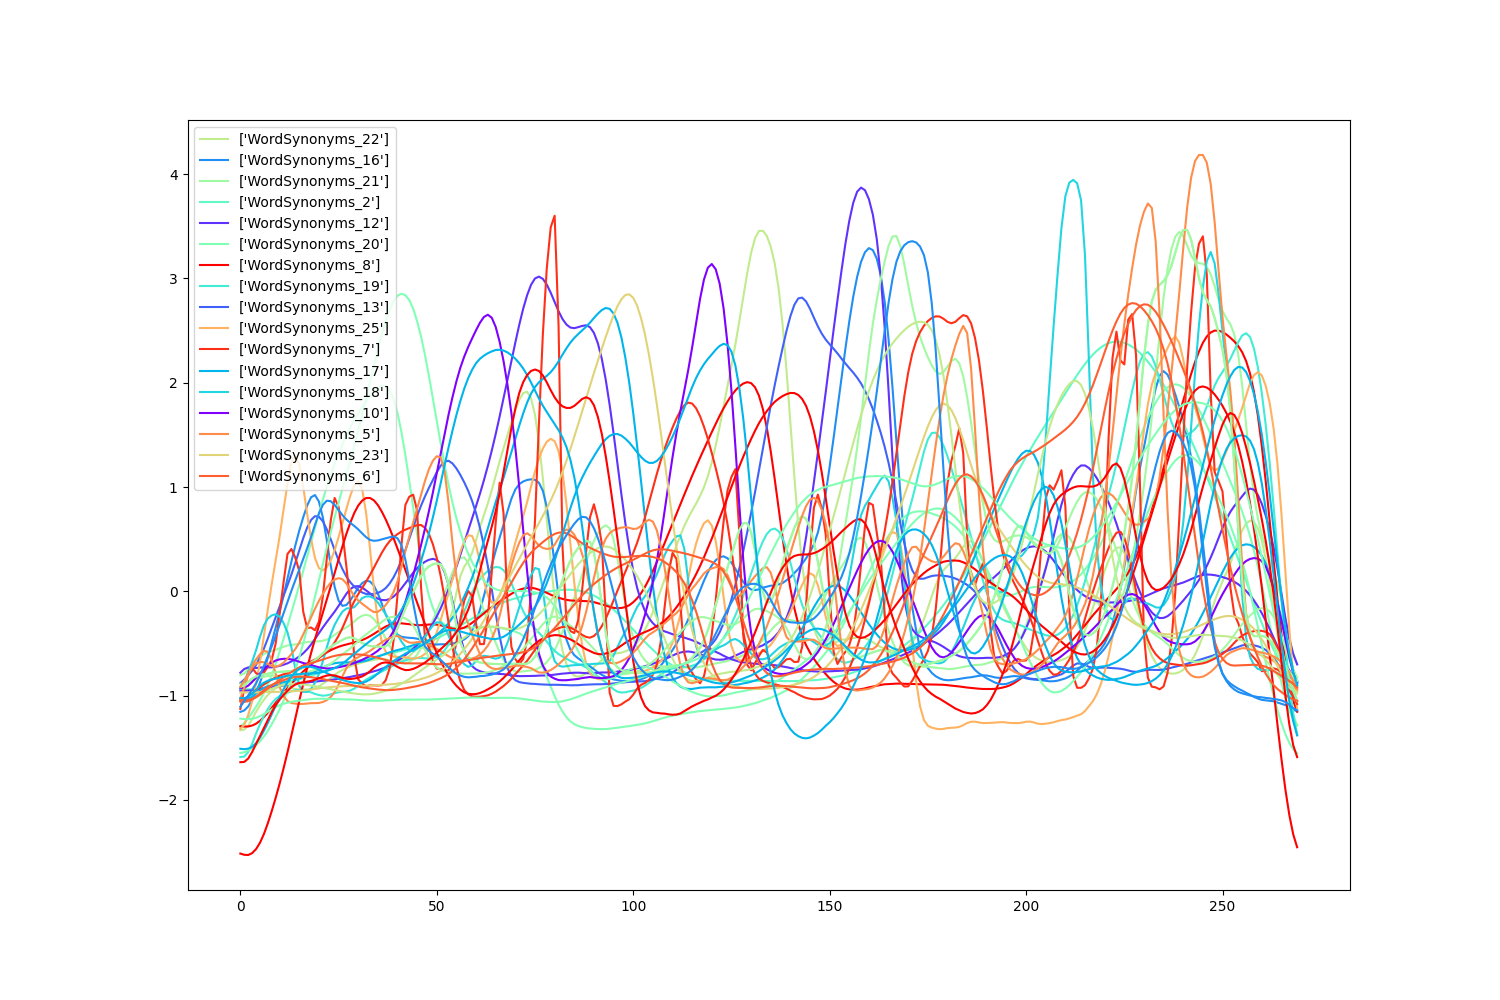 ['WordSynonyms_22']
['WordSynonyms_16']
['WordSynonyms_21']
['WordSynonyms_2']
['WordSynonyms_12']
['WordSynonyms_20']
['WordSynonyms_8']
['WordSynonyms_19']
['WordSynonyms_13']
['WordSynonyms_25']
['WordSynonyms_7']
['WordSynonyms_17']
['WordSynonyms_18']
['WordSynonyms_10']
['WordSynonyms_5']
['WordSynonyms_23']
['WordSynonyms_6']
4
3
2
1
0
−1
−2
0 50 100 150 200 250